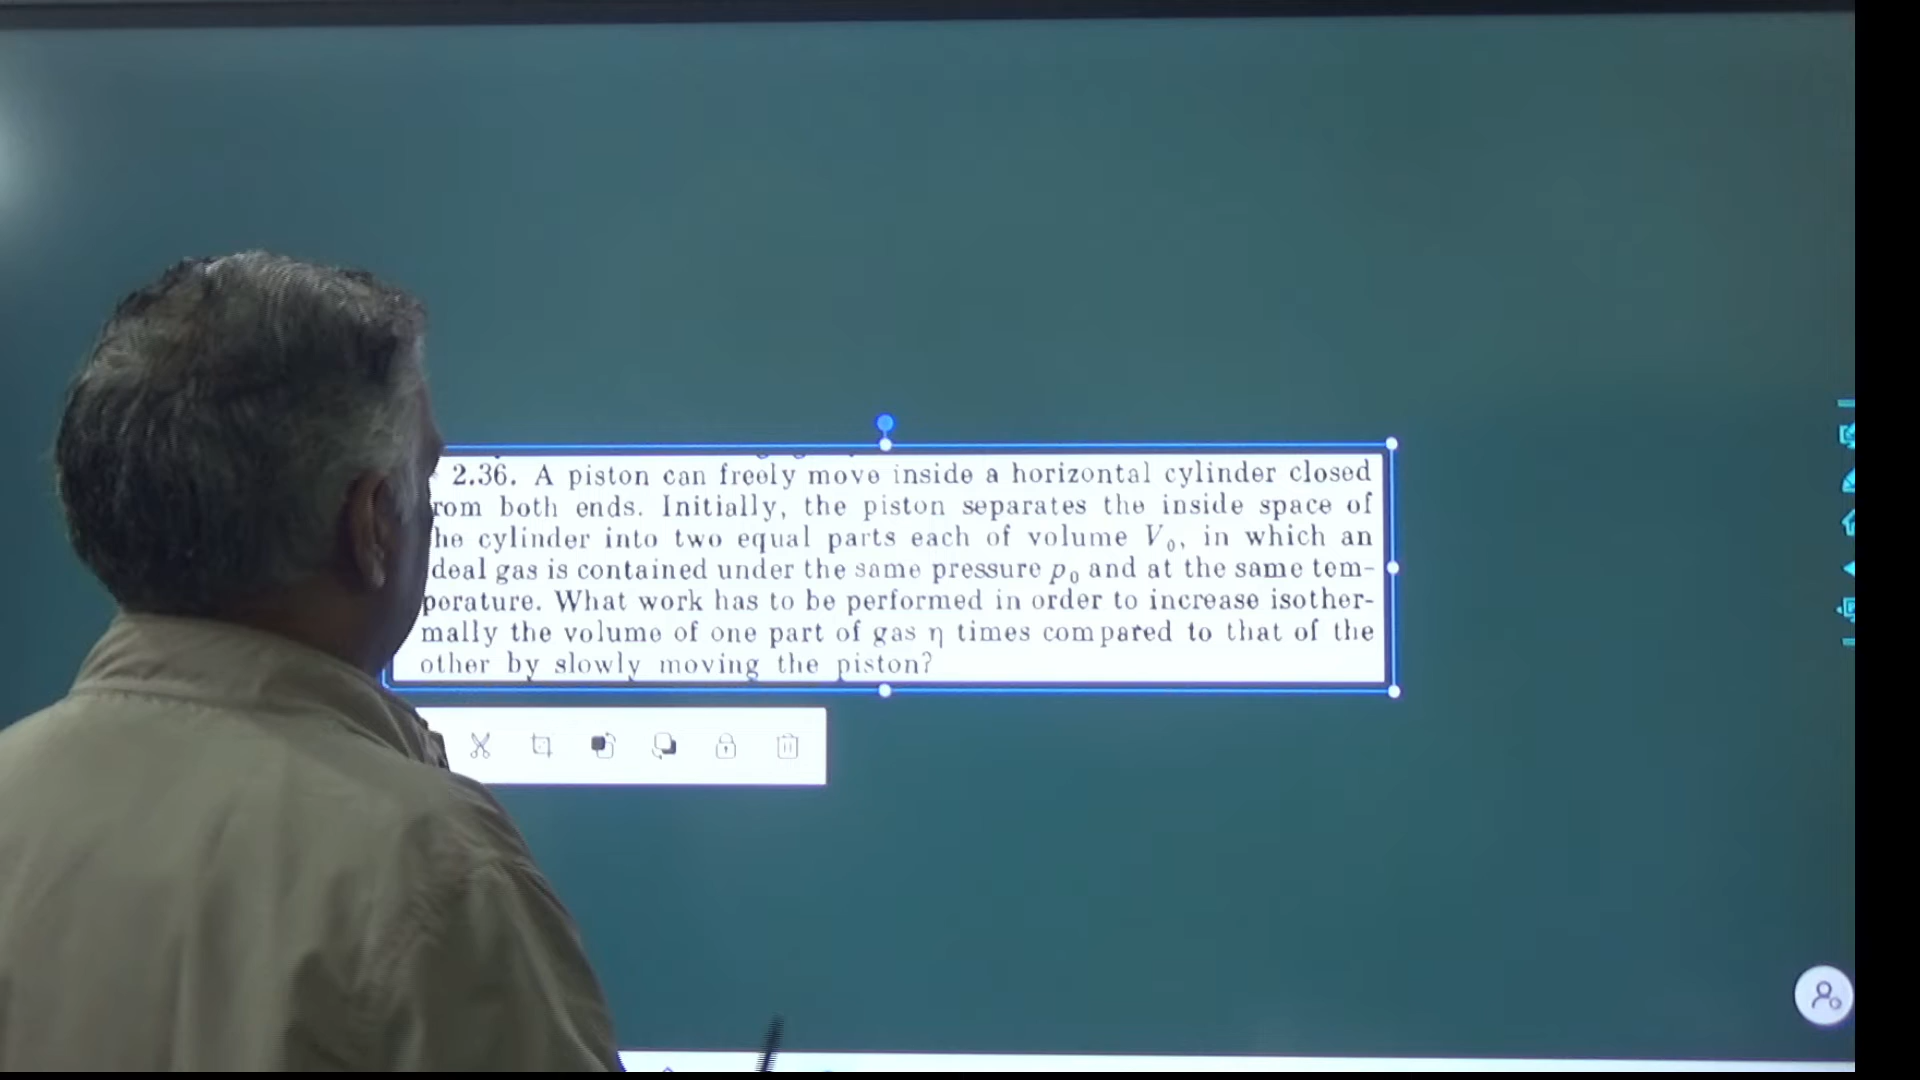 2.36. A piston can freely move inside a horizontal cylinder closed
rom both ends. Initially, the piston separates the inside space of
he cylinder into two equal parts each of volume V₀, in which an
deal gas is contained under the same pressure p₀ and at the same tem-
perature. What work has to be performed in order to increase isother-
mally the volume of one part of gas η times compared to that of the
other by slowly moving the piston?